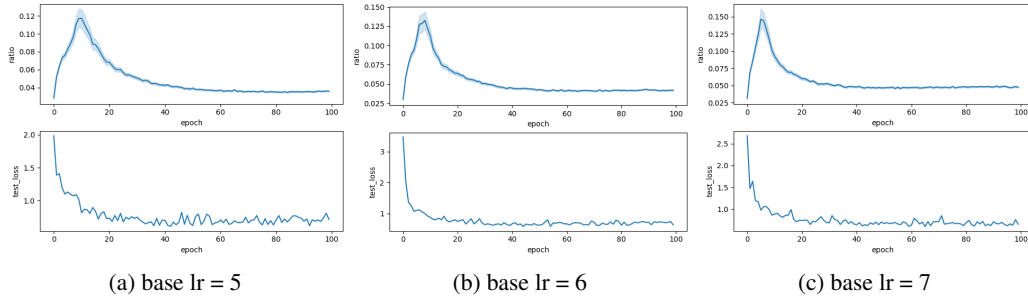 0.12
0.10
0.08
0.06
0.04
ratio
0 20 40 60 80 100
epoch
2.0
1.5
1.0
test_loss
0 20 40 60 80 100
epoch
(a) base lr = 5
0.150
0.125
0.100
0.075
0.050
0.025
ratio
0 20 40 60 80 100
epoch
3
2
1
test_loss
0 20 40 60 80 100
epoch
(b) base lr = 6
0.150
0.125
0.100
0.075
0.050
0.025
ratio
0 20 40 60 80 100
epoch
2.5
2.0
1.5
1.0
test_loss
0 20 40 60 80 100
epoch
(c) base lr = 7